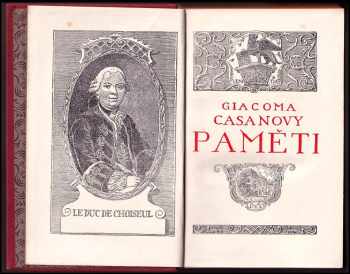 LE DUC DE CHOISEUL
GIACOMA
CASANOVY
PAMĚTI